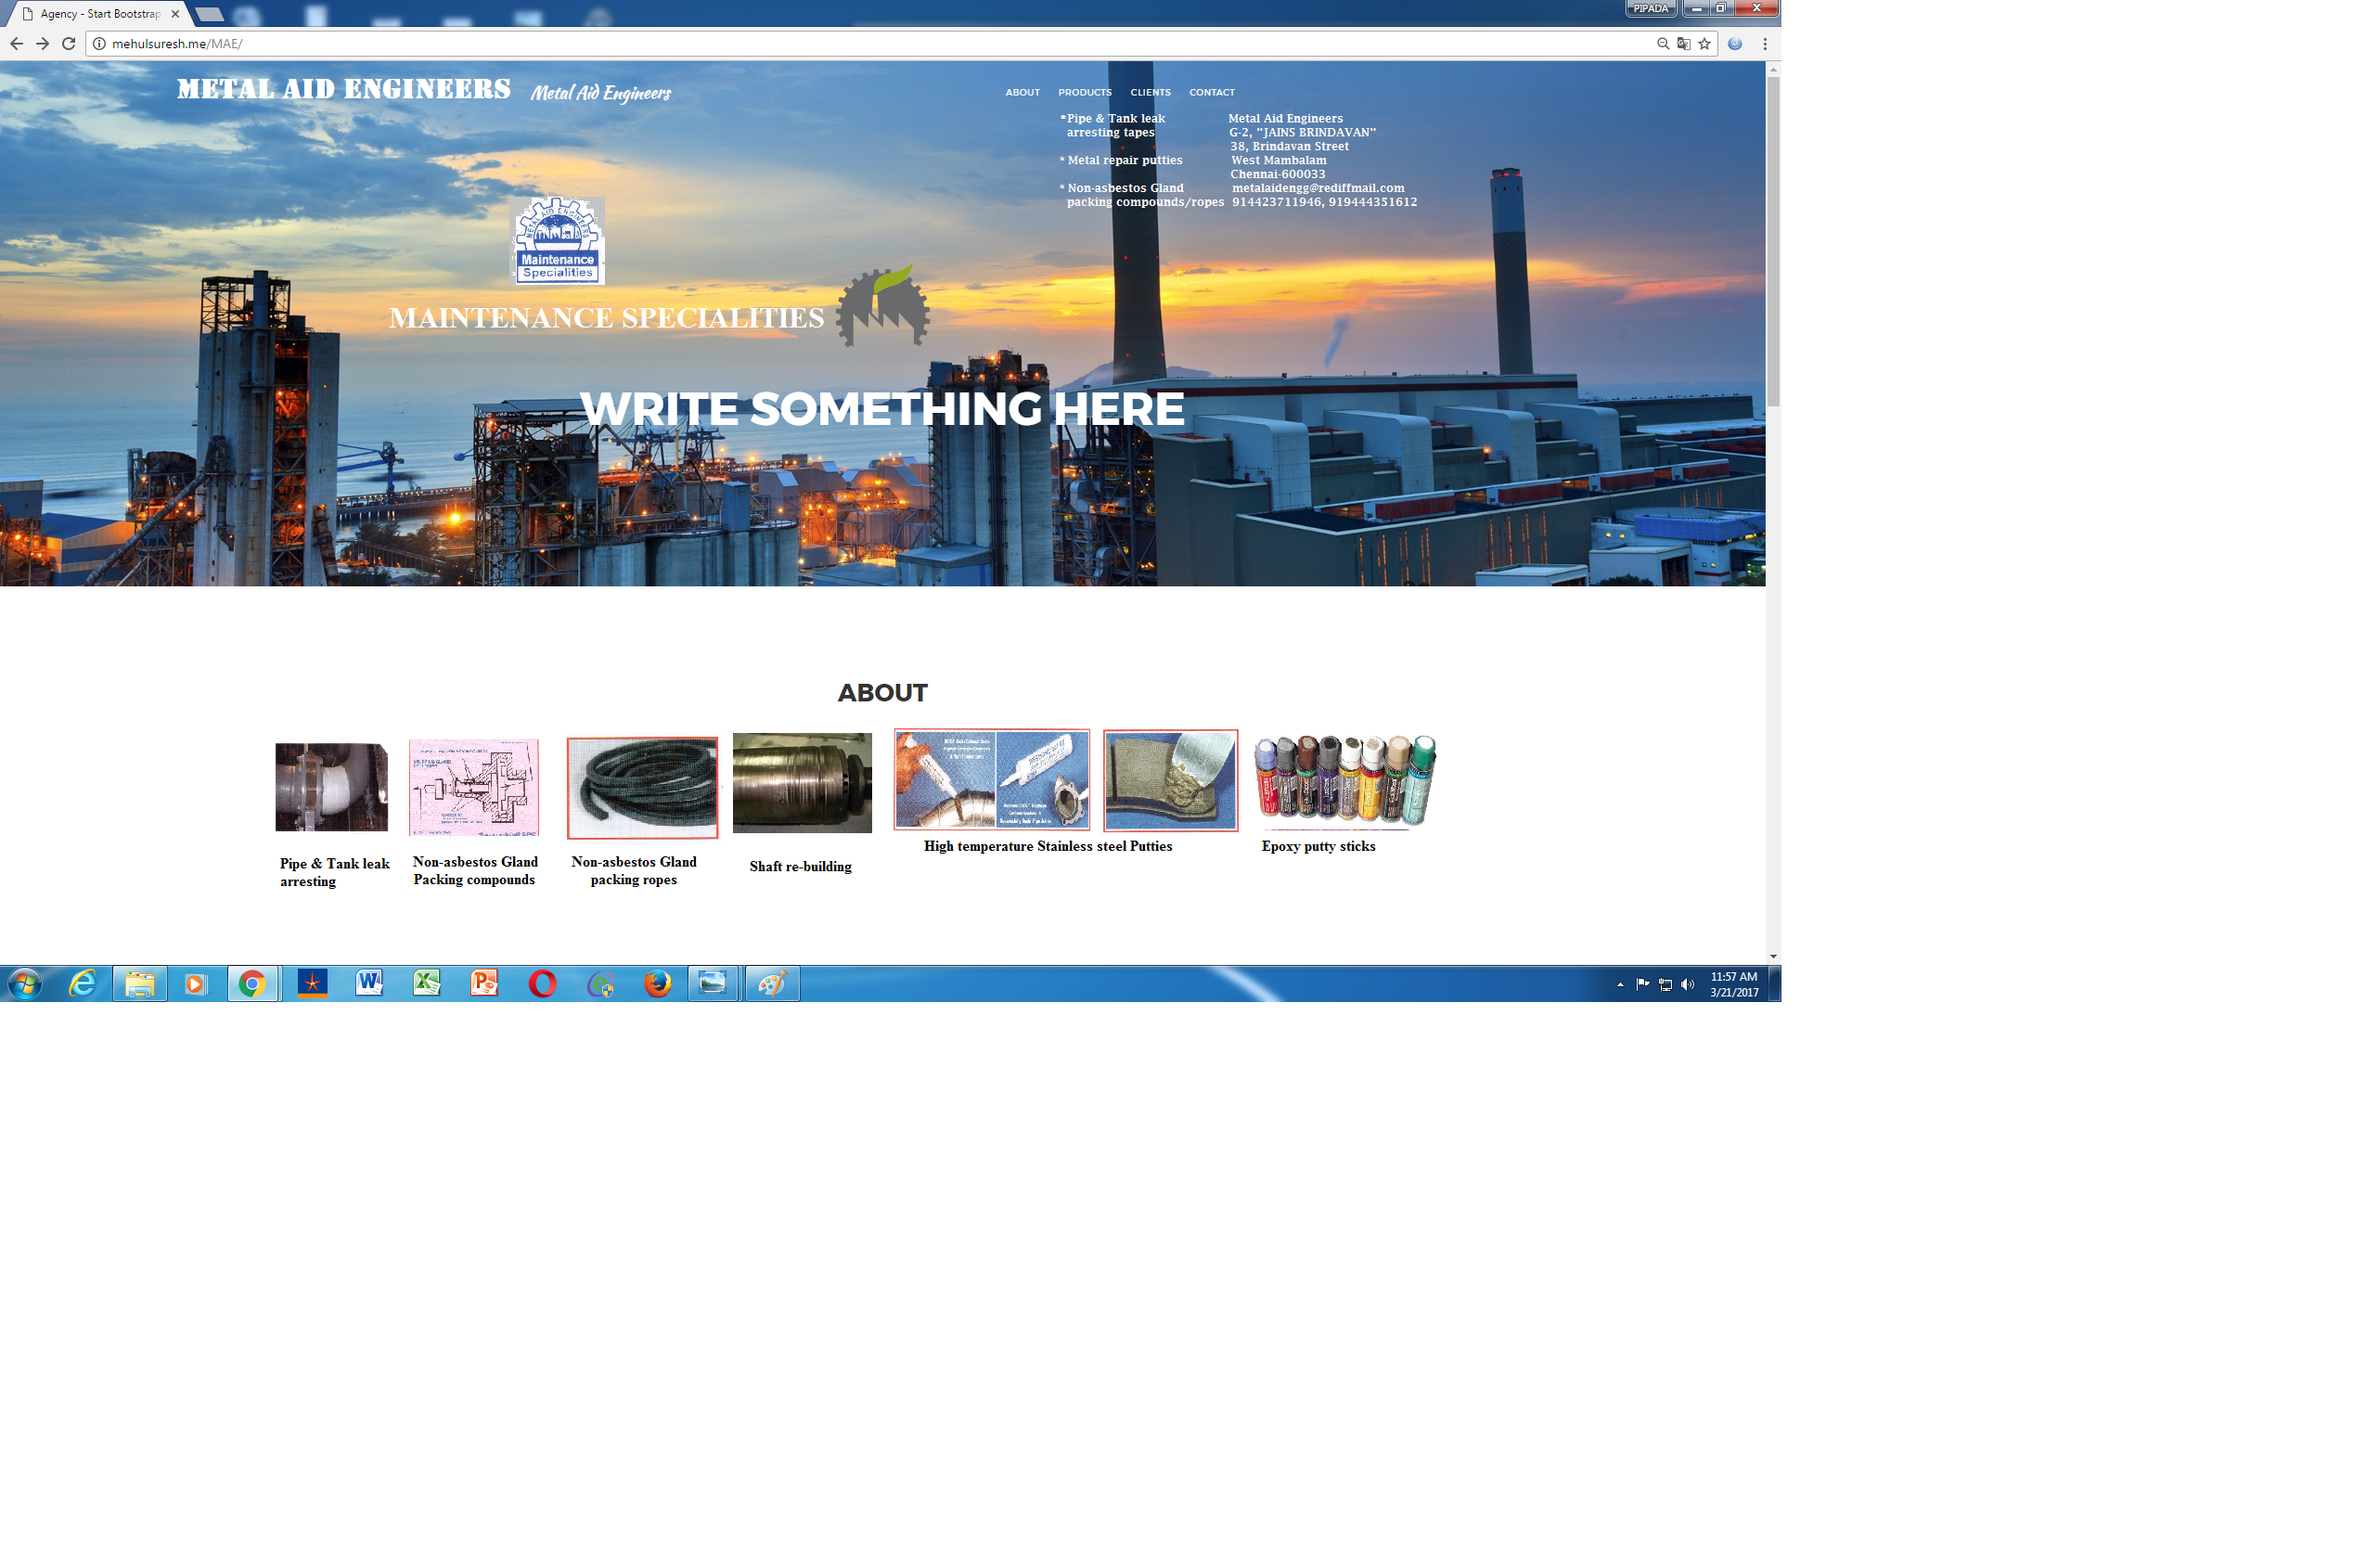 Agency - Start Bootstrap
PIPADA
mehulsuresh.me/MAE/
METAL AID ENGINEERS
Metal Aid Engineers
ABOUT PRODUCTS CLIENTS CONTACT
*Pipe & Tank leak
arresting tapes
* Metal repair putties
* Non-asbestos Gland
packing compounds/ropes
Metal Aid Engineers
G-2, "JAINS BRINDAVAN"
38, Brindavan Street
West Mambalam
Chennai-600033
metalaidengg@rediffmail.com
914423711946, 919444351612
METAL AID ENGINEERS
Maintenance
Specialities
MAINTENANCE SPECIALITIES
WRITE SOMETHING HERE
ABOUT
Pipe & Tank leak
arresting
Non-asbestos Gland
Packing compounds
Non-asbestos Gland
packing ropes
Shaft re-building
High temperature Stainless steel Putties
Epoxy putty sticks
11:57 AM
3/21/2017